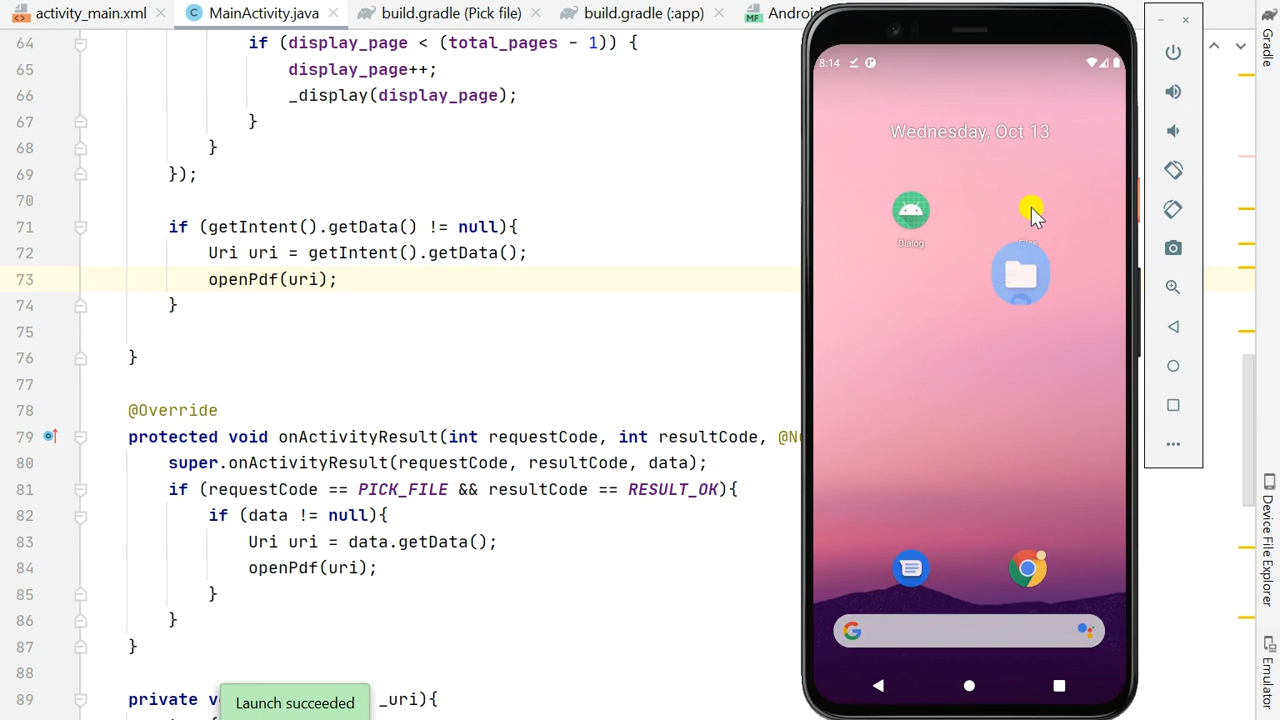 activity_main.xml
MainActivity.java
build.gradle (Pick file)
build.gradle (:app)
Android
64 if (display_page < (total_pages - 1)) {
65 display_page++;
66 _display(display_page);
67 }
68 }
69 });
70
71 if (getIntent().getData() != null){
72 Uri uri = getIntent().getData();
73 openPdf(uri);
74 }
75
76 }
77
78 @Override
79 protected void onActivityResult(int requestCode, int resultCode, @Nu
80 super.onActivityResult(requestCode, resultCode, data);
81 if (requestCode == PICK_FILE && resultCode == RESULT_OK){
82 if (data != null){
83 Uri uri = data.getData();
84 openPdf(uri);
85 }
86 }
87 }
88
89 private v _uri){
Launch succeeded
8:14
Wednesday, Oct 13
Dialog
Gradle
Device File Explorer
Emulator